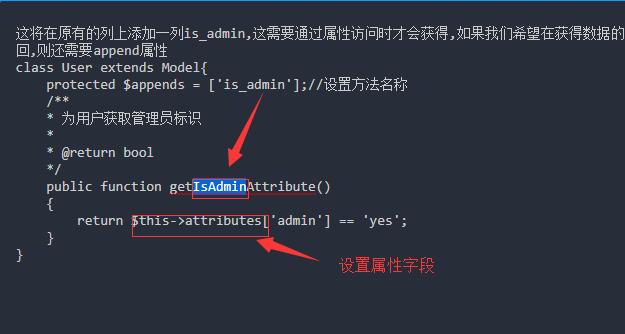 这将在原有的列上添加一列is_admin,这需要通过属性访问时才会获得,如果我们希望在获得数据的
回,则还需要append属性
class User extends Model{
    protected $appends = ['is_admin'];//设置方法名称
    /**
    * 为用户获取管理员标识
    *
    * @return bool
    */
    public function getIsAdminAttribute()
    {
        return $this->attributes['admin'] == 'yes';
    }
}
设置属性字段